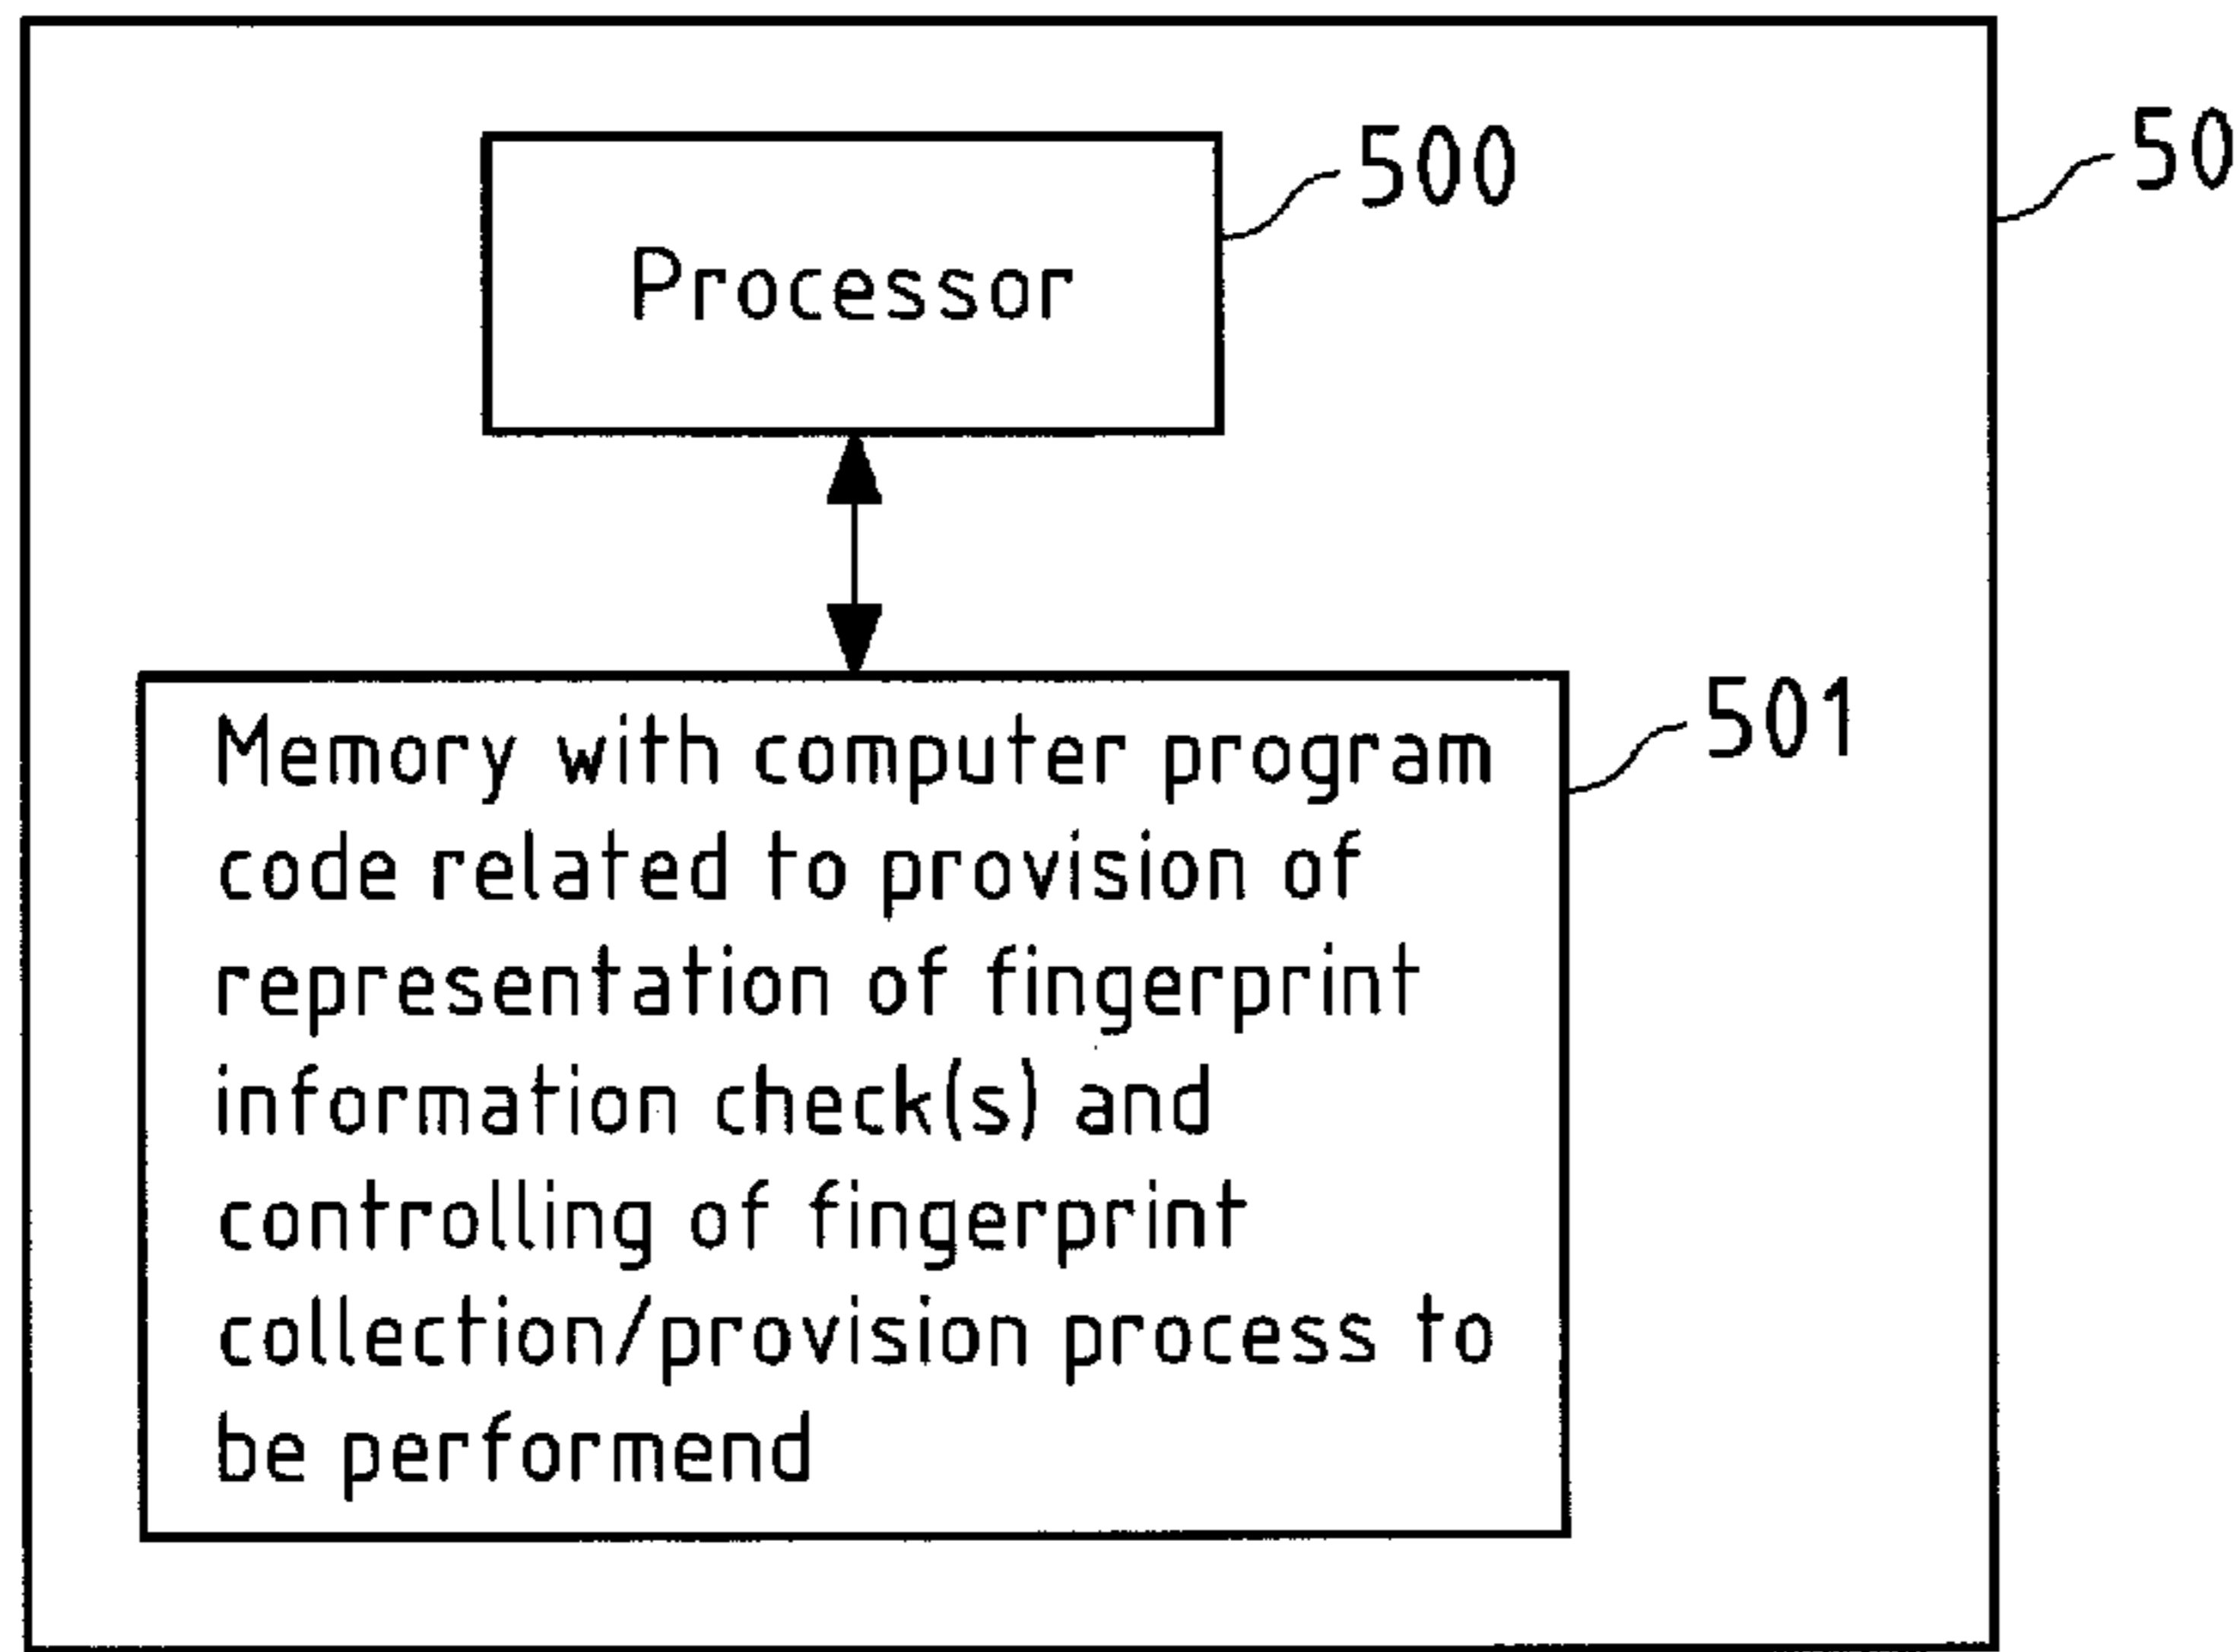 50
500
Processor
501
Memory with computer program
code related to provision of
representation of fingerprint
information check(s) and
controlling of fingerprint
collection/provision process to
be performend